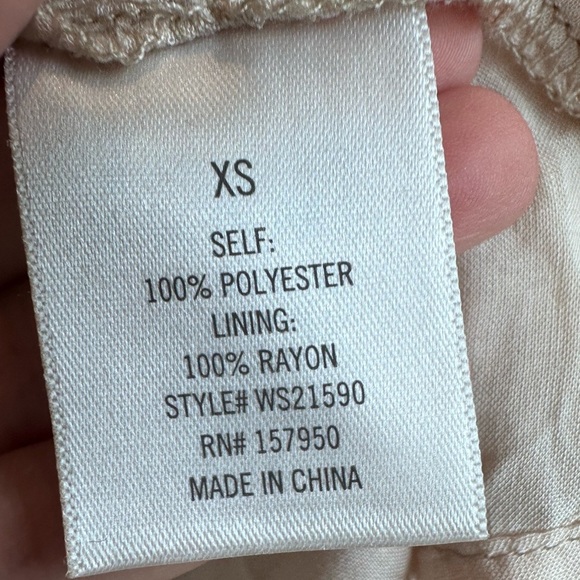 XS
SELF:
100% POLYESTER
LINING:
100% RAYON
STYLE# WS21590
RN# 157950
MADE IN CHINA